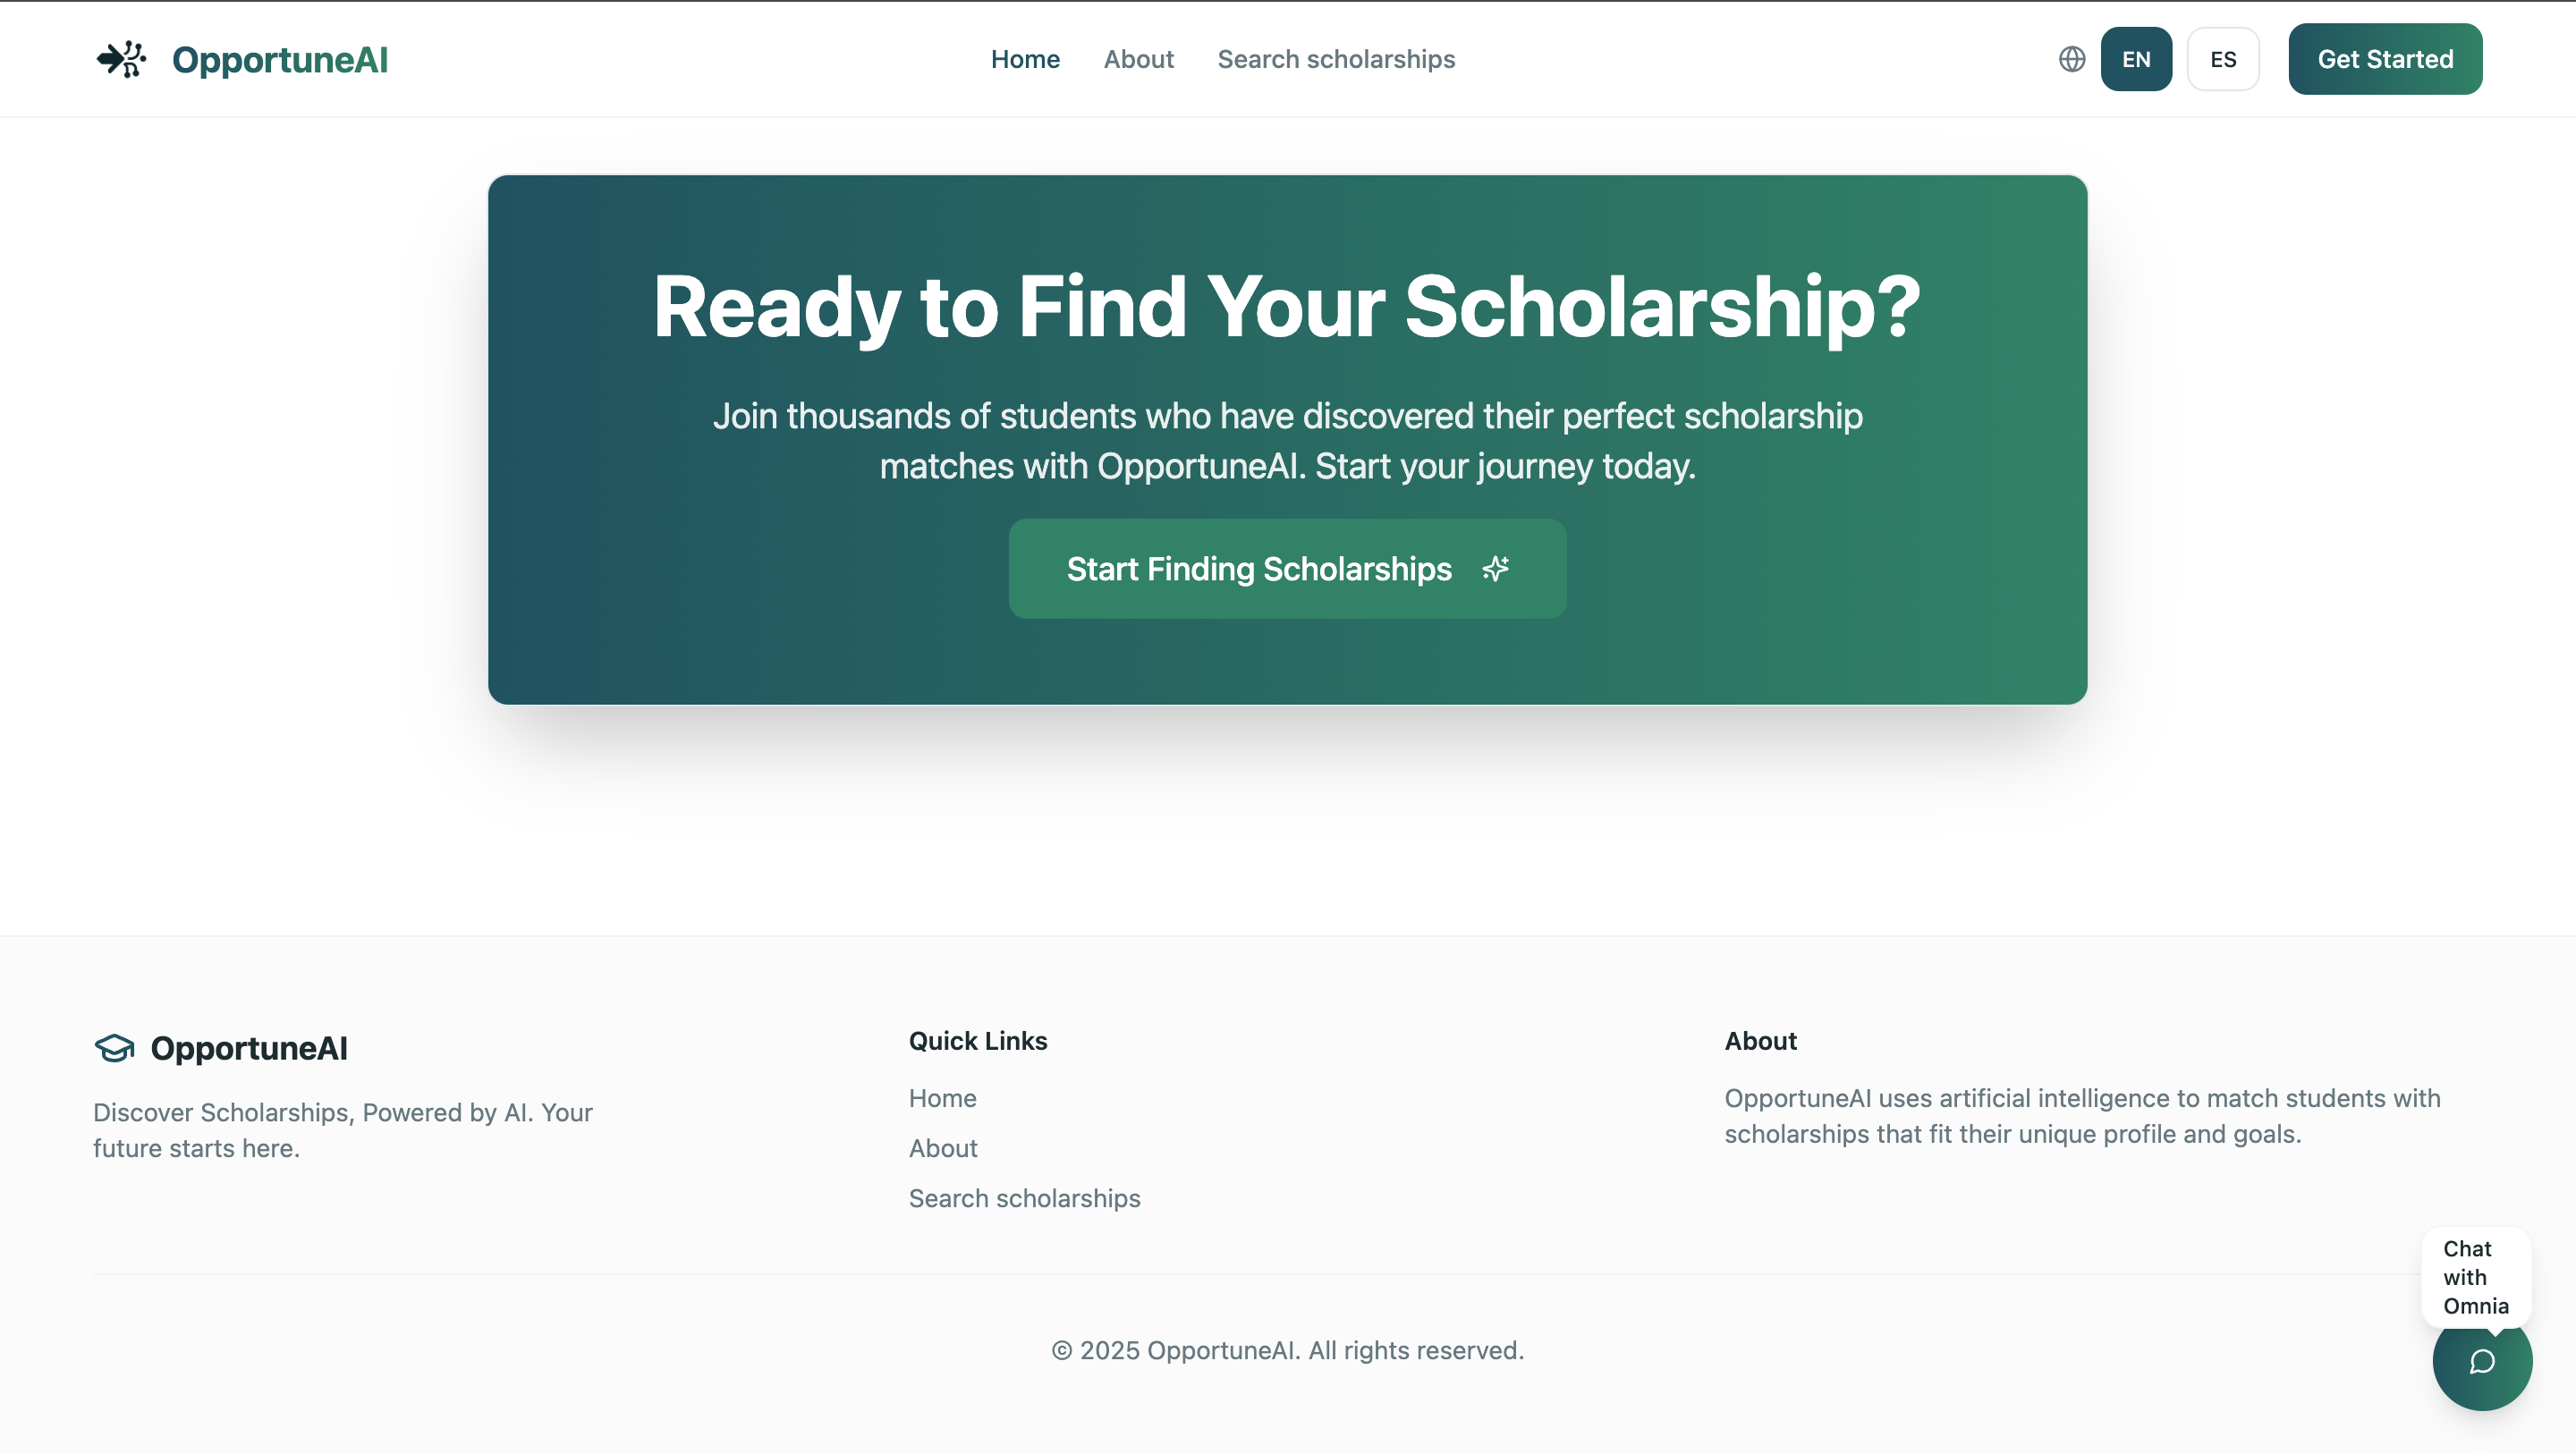 OpportuneAI
Home
About
Search scholarships
EN
ES
Get Started
Ready to Find Your Scholarship?
Join thousands of students who have discovered their perfect scholarship
matches with OpportuneAI. Start your journey today.
Start Finding Scholarships
OpportuneAI
Discover Scholarships, Powered by AI. Your
future starts here.
Quick Links
Home
About
Search scholarships
About
OpportuneAI uses artificial intelligence to match students with
scholarships that fit their unique profile and goals.
Chat
with
Omnia
© 2025 OpportuneAI. All rights reserved.